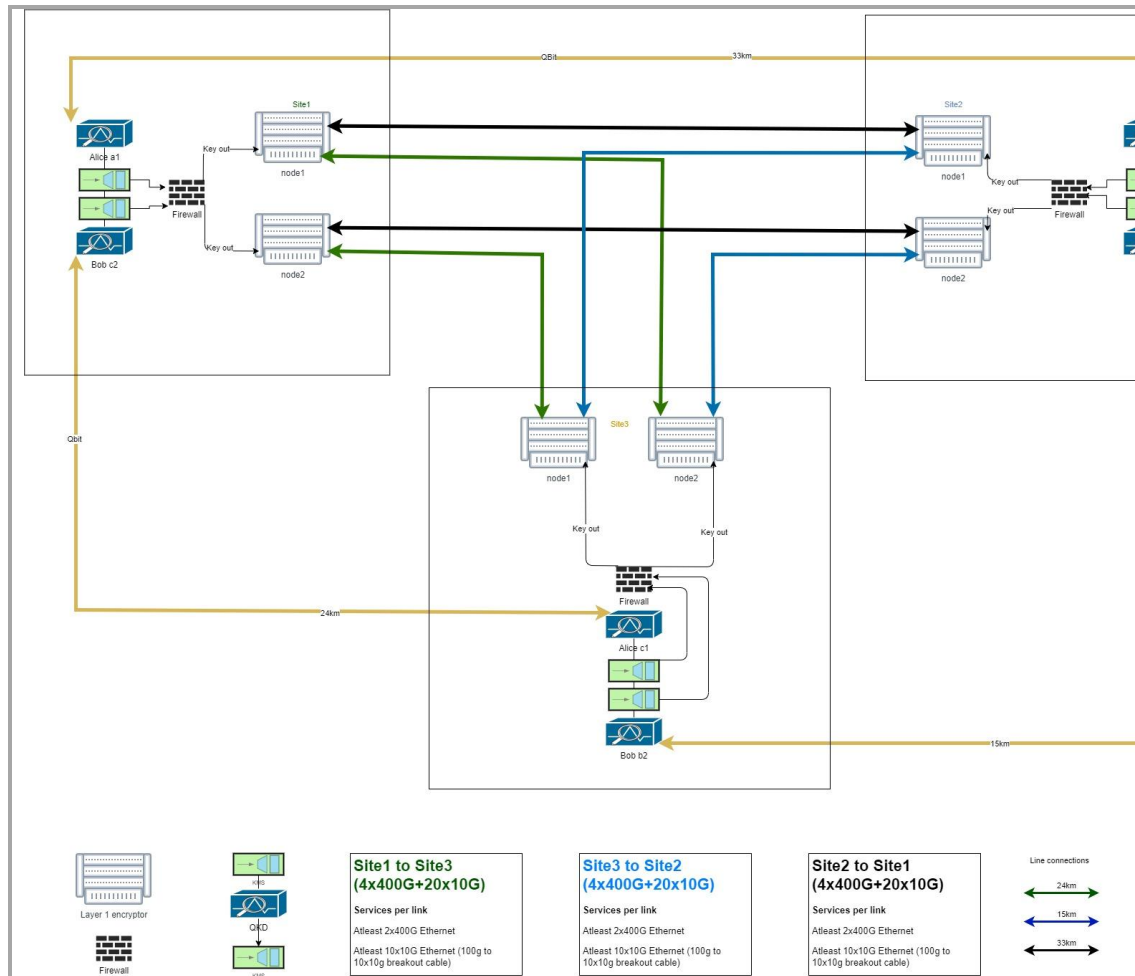 QBit
33km
Site1
Site2
Alice a1
Key out
node1
node1
Firewall
Key out
Key out
Firewall
Key out
Bob c2
node2
node2
Site3
Qbit
node1
node2
Key out
Key out
Firewall
24km
Alice c1
15km
Bob b2
Site1 to Site3
(4x400G+20x10G)
Services per link
Atleast 2x400G Ethernet
Atleast 10x10G Ethernet (100g to
10x10g breakout cable)
Site3 to Site2
(4x400G+20x10G)
Services per link
Atleast 2x400G Ethernet
Atleast 10x10G Ethernet (100g to
10x10g breakout cable)
Site2 to Site1
(4x400G+20x10G)
Services per link
Atleast 2x400G Ethernet
Atleast 10x10G Ethernet (100g to
10x10g breakout cable)
Line connections
24km
15km
33km
KMS
Layer 1 encryptor
QKD
Firewall
KMS